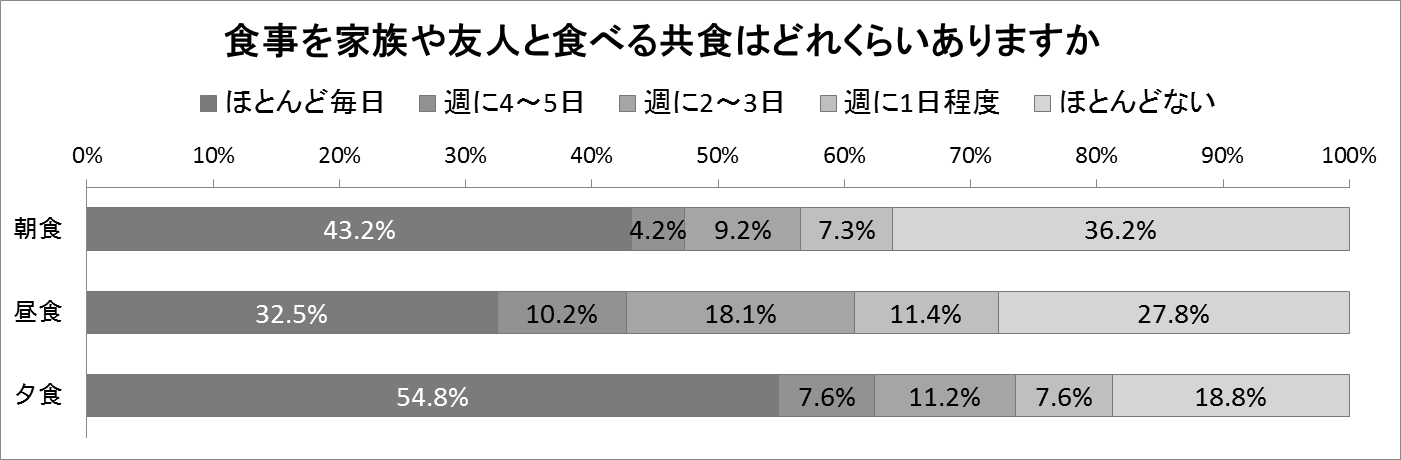 食事を家族や友人と食べる共食はどれくらいありますか
ほとんど毎日 週に4～5日 週に2～3日 週に1日程度 ほとんどない
0% 10% 20% 30% 40% 50% 60% 70% 80% 90% 100%
朝食 43.2% 4.2% 9.2% 7.3% 36.2%
昼食 32.5% 10.2% 18.1% 11.4% 27.8%
夕食 54.8% 7.6% 11.2% 7.6% 18.8%